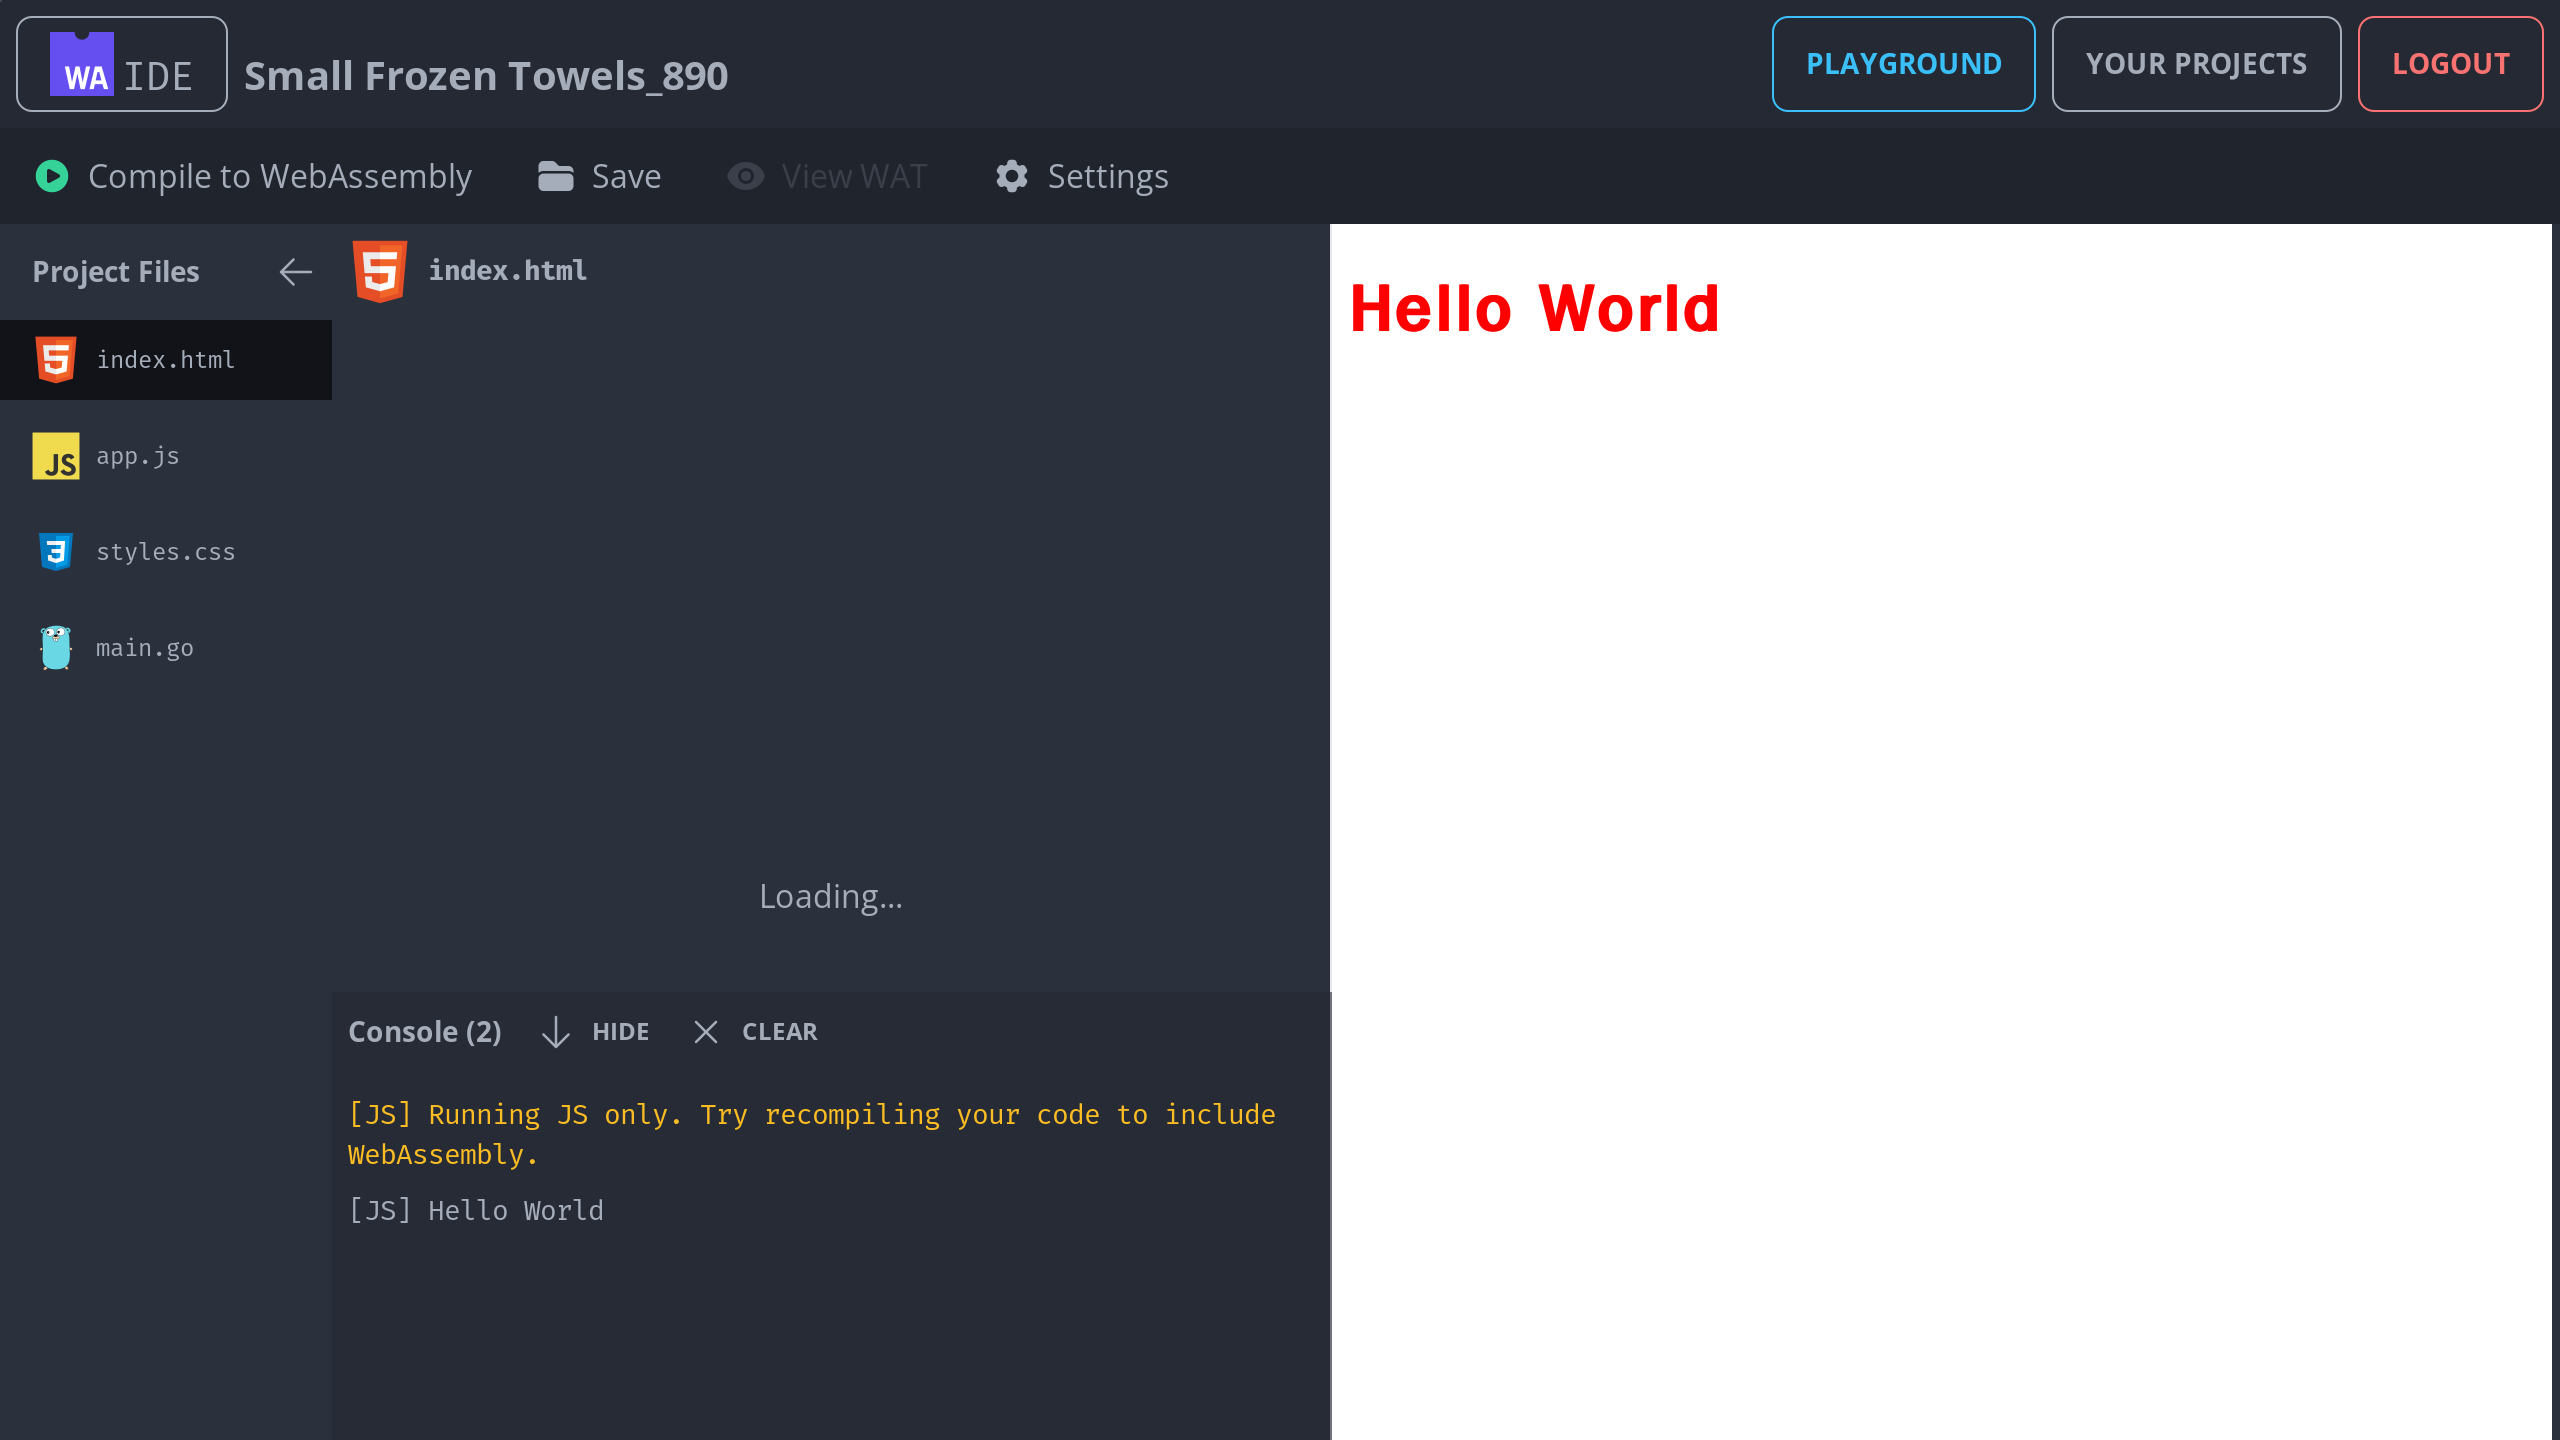 WA IDE
Small Frozen Towels_890
PLAYGROUND
YOUR PROJECTS
LOGOUT
Compile to WebAssembly
Save
View WAT
Settings
Project Files
index.html
JS app.js
styles.css
main.go
index.html
Loading...
Console (2)
HIDE
CLEAR
[JS] Running JS only. Try recompiling your code to include
WebAssembly.
[JS] Hello World
Hello World